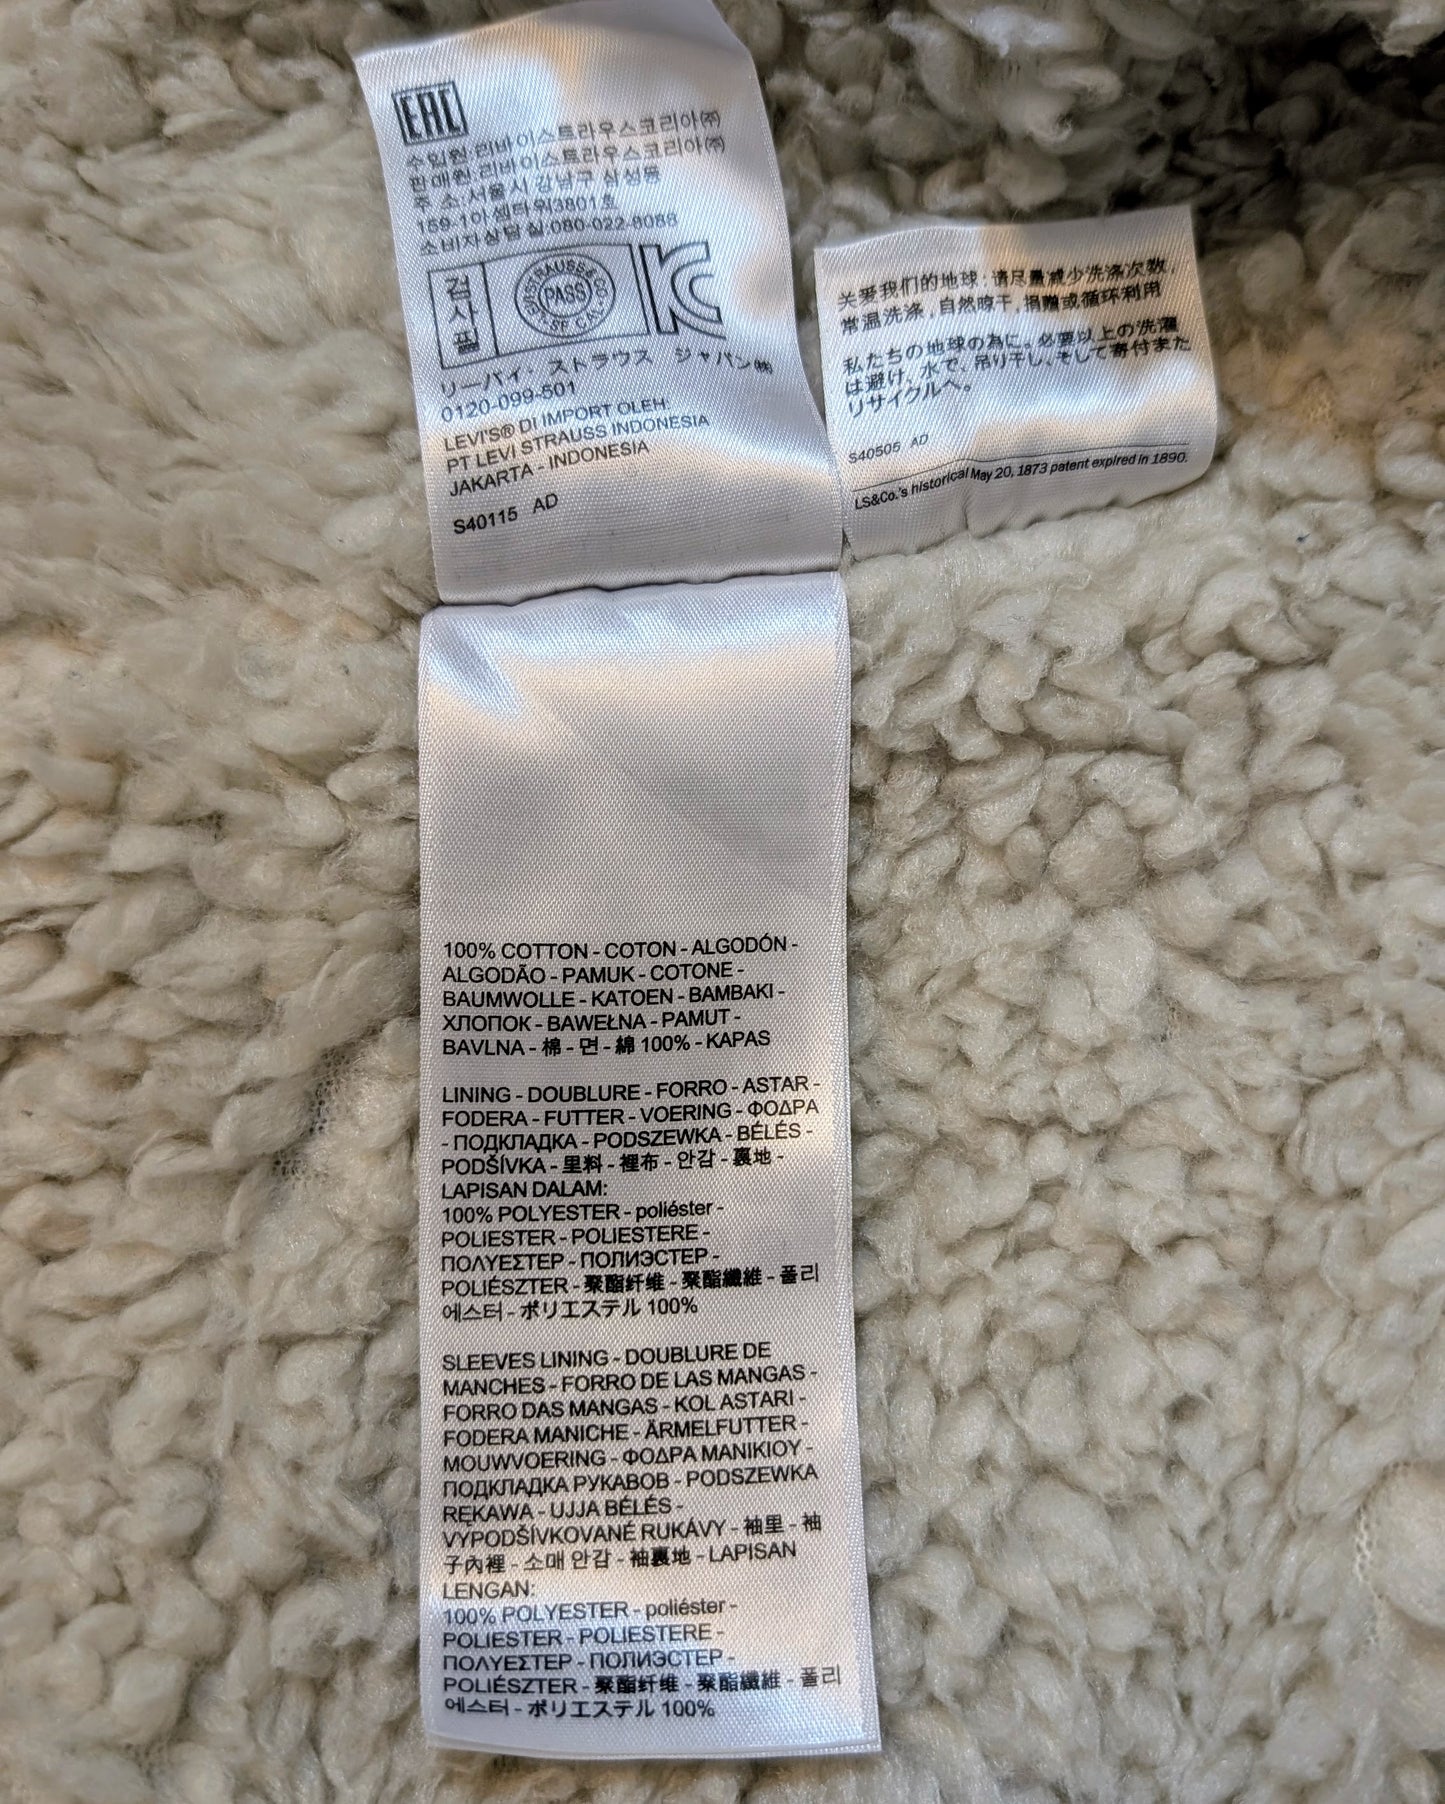 EAC
수입원:리바이스트라우스코리아㈜
판매원:리바이스트라우스코리아㈜
주 소:서울시 강남구 삼성동
159-1아셈타워3801호
소비자상담실:080-022-8088
검사필
STRAUSS & CO
PASS
SF CAL
リーバイ・ストラウス ジャパン㈱
0120-099-501
LEVI'S® DI IMPORT OLEH:
PT LEVI STRAUSS INDONESIA
JAKARTA - INDONESIA
S40115 AD
关爱我们的地球:请尽量减少洗涤次数,
常温洗涤,自然晾干,捐赠或循环利用
私たちの地球の為に。必要以上の洗濯
は避け、水で、吊り干し、そして寄付また
リサイクルへ。
S40505 AD
LS&Co.'s historical May 20, 1873 patent expired in 1890.
100% COTTON - COTON - ALGODÓN -
ALGODÃO - PAMUK - COTONE -
BAUMWOLLE - KATOEN - BAMBAKI -
ХЛОПОК - BAWEŁNA - PAMUT -
BAVLNA - 棉 - 면 - 綿 100% - KAPAS
LINING - DOUBLURE - FORRO - ASTAR -
FODERA - FUTTER - VOERING - ΦΟΔΡΑ
- ПОДКЛАДКА - PODSZEWKA - BÉLÉS -
PODŠÍVKA - 里料 - 裡布 - 안감 - 裏地 -
LAPISAN DALAM:
100% POLYESTER - poliéster -
POLIESTER - POLIESTERE -
ΠΟΛΥΕΣΤΕΡ - ПОЛИЭСТЕР -
POLIÉSZTER - 聚酯纤维 - 聚酯纖維 - 폴리
에스터 - ポリエステル 100%
SLEEVES LINING - DOUBLURE DE
MANCHES - FORRO DE LAS MANGAS -
FORRO DAS MANGAS - KOL ASTARI -
FODERA MANICHE - ÄRMELFUTTER -
MOUWVOERING - ΦΟΔΡΑ ΜΑΝΙΚΙΟΥ -
ПОДКЛАДКА РУКАВОВ - PODSZEWKA
RĘKAWA - UJJA BÉLÉS -
VYPODŠÍVKOVANÉ RUKÁVY - 袖里 - 袖
子內裡 - 소매 안감 - 袖裏地 - LAPISAN
LENGAN:
100% POLYESTER - poliéster -
POLIESTER - POLIESTERE -
ΠΟΛΥΕΣΤΕΡ - ПОЛИЭСТЕР -
POLIÉSZTER - 聚酯纤维 - 聚酯纖維 - 폴리
에스터 - ポリエステル 100%